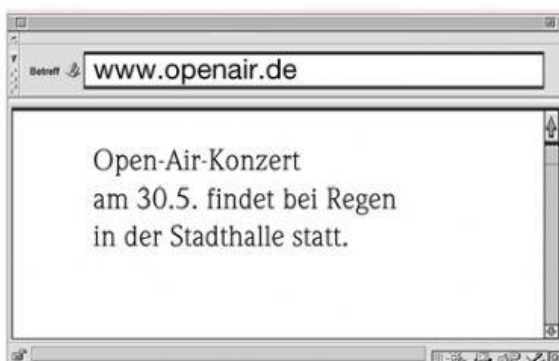 Betreff www.openair.de
Open-Air-Konzert
am 30.5. findet bei Regen
in der Stadthalle statt.